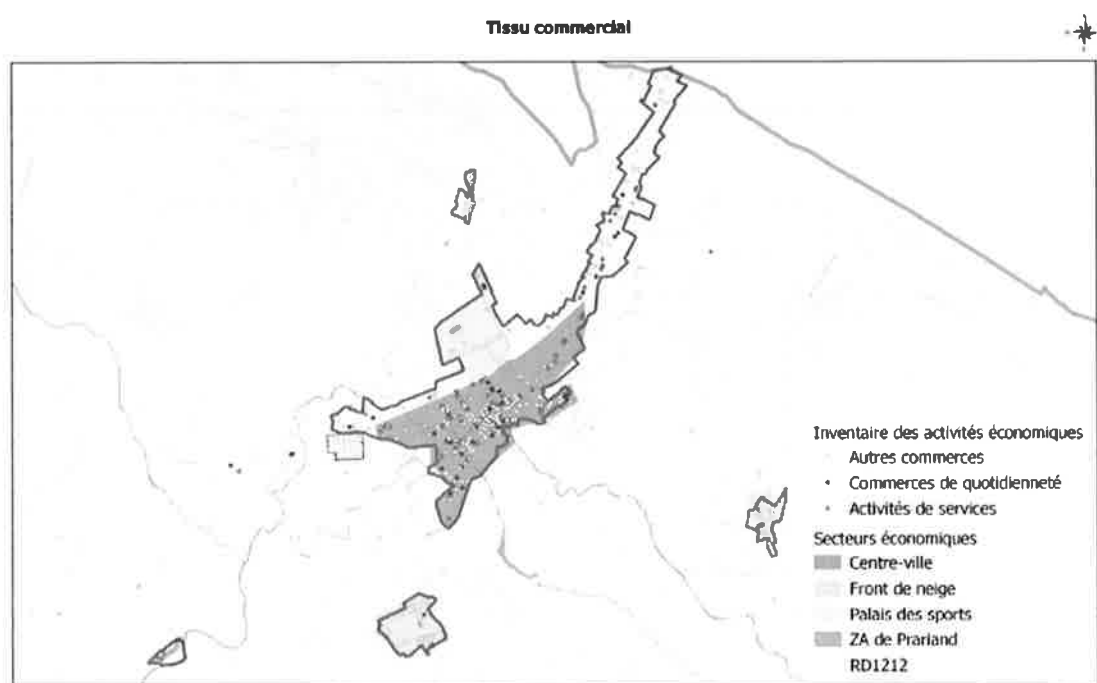 Tissu commercial
Inventaire des activités économiques
Autres commerces
Commerces de quotidienneté
Activités de services
Secteurs économiques
Centre-ville
Front de neige
Palais des sports
ZA de Prariand
RD1212